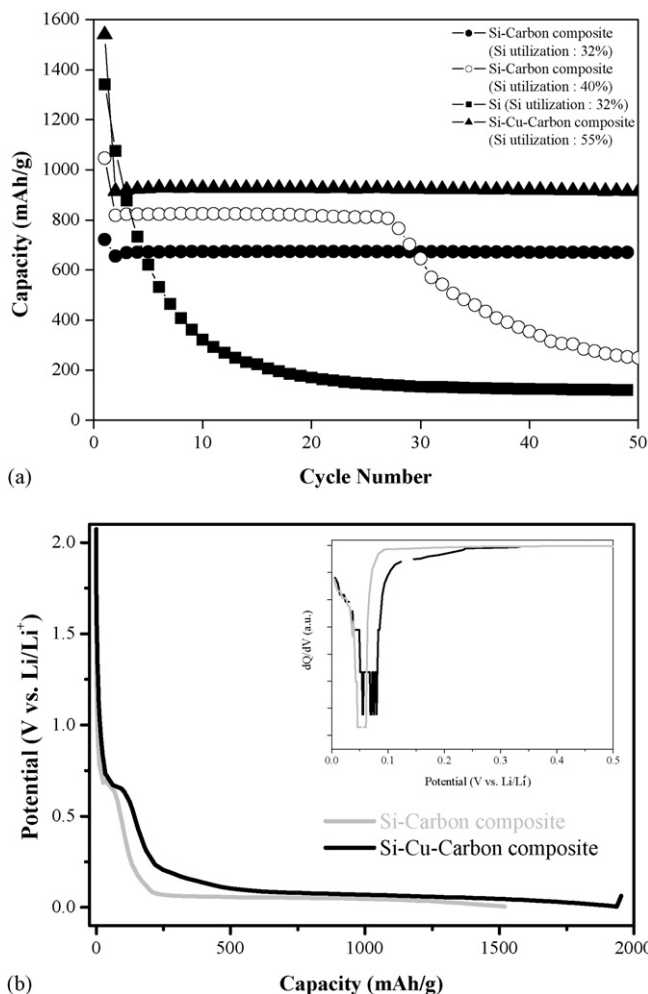 1600
1400
1200
1000
800
600
400
200
0
Capacity (mAh/g)
Si-Carbon composite
(Si utilization : 32%)
Si-Carbon composite
(Si utilization : 40%)
Si (Si utilization : 32%)
Si-Cu-Carbon composite
(Si utilization : 55%)
0 10 20 30 40 50
Cycle Number
(a)
2.0
1.5
1.0
0.5
0.0
Potential (V vs. Li/Li⁺)
dQ/dV (a.u.)
0.0 0.1 0.2 0.3 0.4 0.5
Potential (V vs. Li/Li⁺)
Si-Carbon composite
Si-Cu-Carbon composite
0 500 1000 1500 2000
Capacity (mAh/g)
(b)